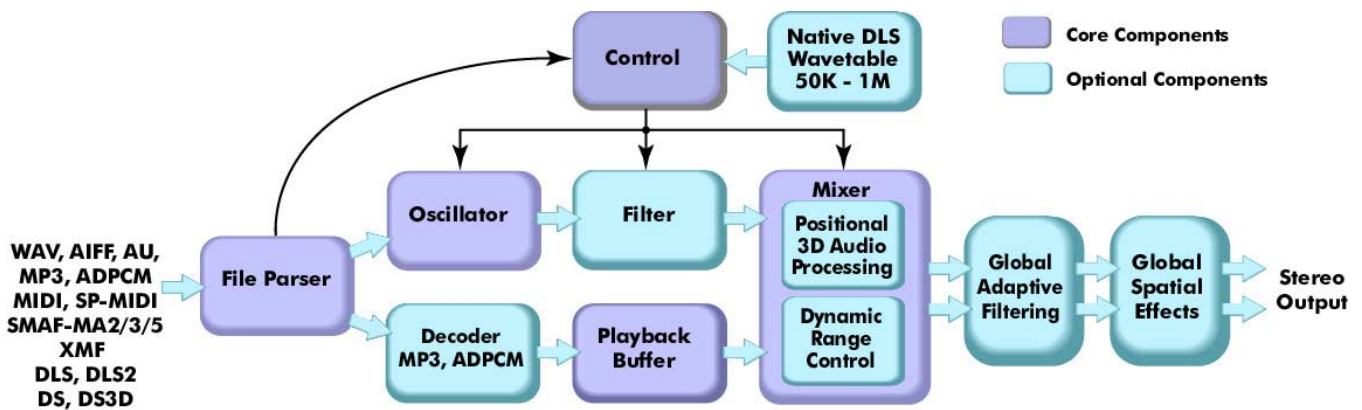 Control
Native DLS
Wavetable
50K - 1M
Core Components
Optional Components
WAV, AIFF, AU,
MP3, ADPCM
MIDI, SP-MIDI
SMAF-MA2/3/5
XMF
DLS, DLS2
DS, DS3D
File Parser
Oscillator
Filter
Decoder
MP3, ADPCM
Playback
Buffer
Mixer
Positional
3D Audio
Processing
Dynamic
Range
Control
Global
Adaptive
Filtering
Global
Spatial
Effects
Stereo
Output